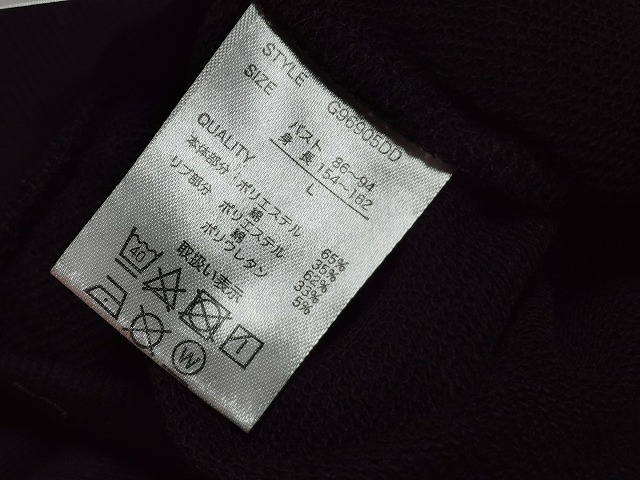 STYLE G96905DD
SIZE バスト 86〜94
身長 154〜162
L
QUALITY
本体部分 ポリエステル 65%
綿 35%
リブ部分 ポリエステル 62%
綿 33%
ポリウレタン 5%
取扱い表示
40
W